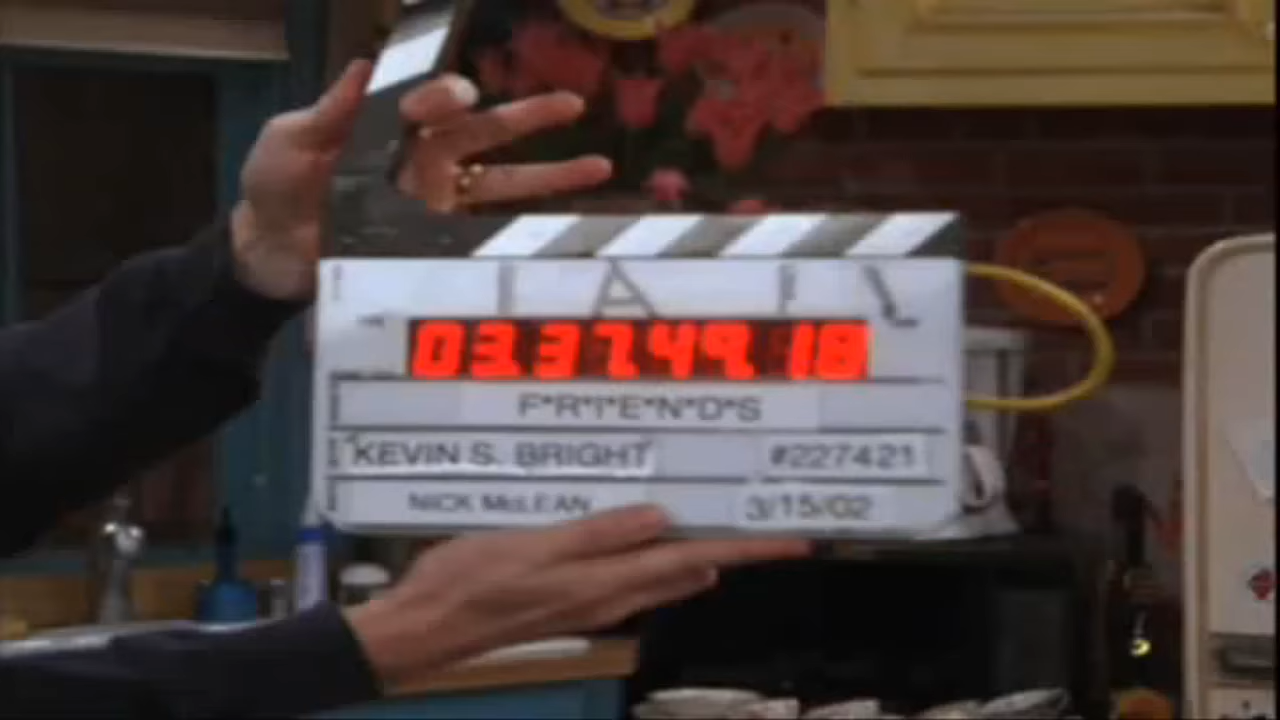 A
03:37:49:18
F*R*I*E*N*D*S
KEVIN S. BRIGHT #227421
NICK McLEAN 3/15/02